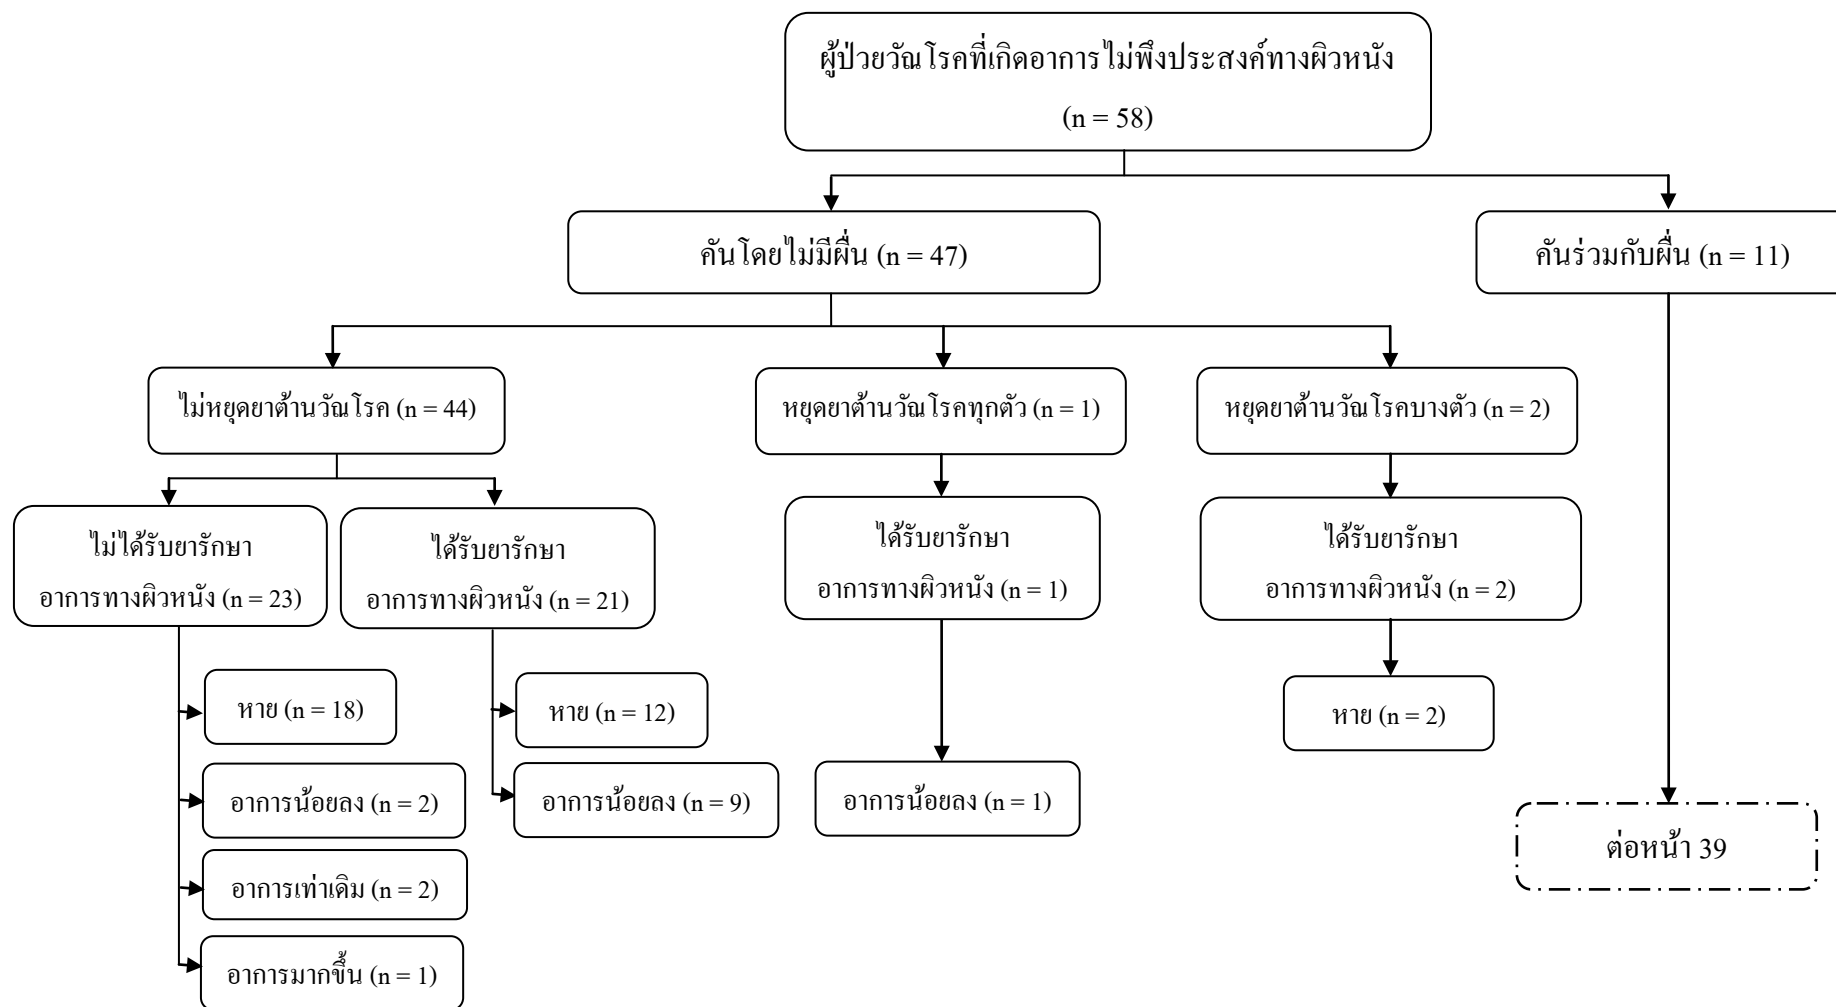 ผู้ป่วยวัณโรคที่เกิดอาการไม่พึงประสงค์ทางผิวหนัง
(n = 58)
คันโดยไม่มีผื่น (n = 47)
คันร่วมกับผื่น (n = 11)
ไม่หยุดยาต้านวัณโรค (n = 44)
หยุดยาต้านวัณโรคทุกตัว (n = 1)
หยุดยาต้านวัณโรคบางตัว (n = 2)
ไม่ได้รับยารักษา
อาการทางผิวหนัง (n = 23)
ได้รับยารักษา
อาการทางผิวหนัง (n = 21)
ได้รับยารักษา
อาการทางผิวหนัง (n = 1)
ได้รับยารักษา
อาการทางผิวหนัง (n = 2)
หาย (n = 18)
หาย (n = 12)
หาย (n = 2)
อาการน้อยลง (n = 2)
อาการน้อยลง (n = 9)
อาการน้อยลง (n = 1)
ต่อหน้า 39
อาการเท่าเดิม (n = 2)
อาการมากขึ้น (n = 1)